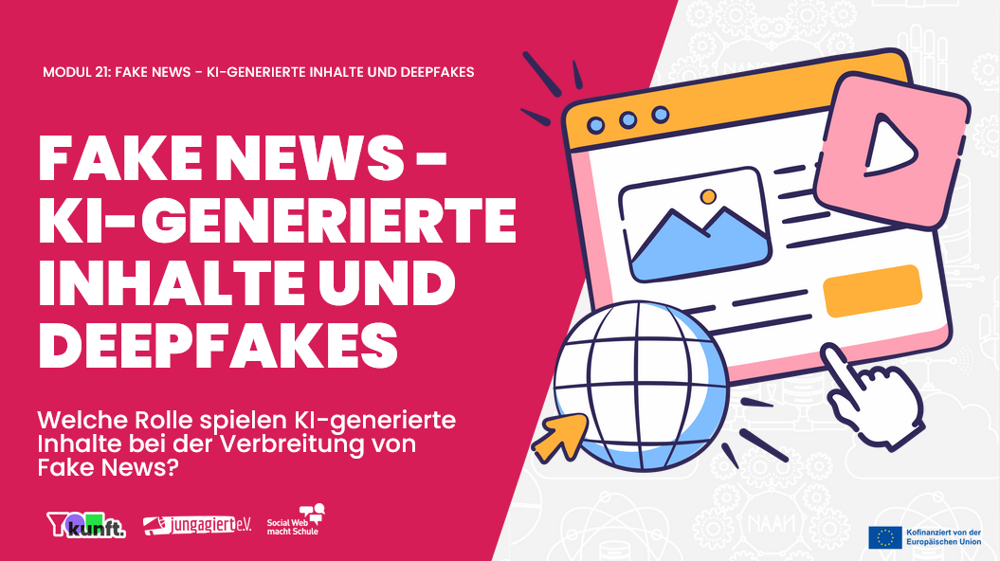 MODUL 21: FAKE NEWS - KI-GENERIERTE INHALTE UND DEEPFAKES
FAKE NEWS -
KI-GENERIERTE
INHALTE UND
DEEPFAKES
Welche Rolle spielen KI-generierte
Inhalte bei der Verbreitung von
Fake News?
YOkunft.
jungagiert e.V.
Social Web
macht Schule
Kofinanziert von der
Europäischen Union